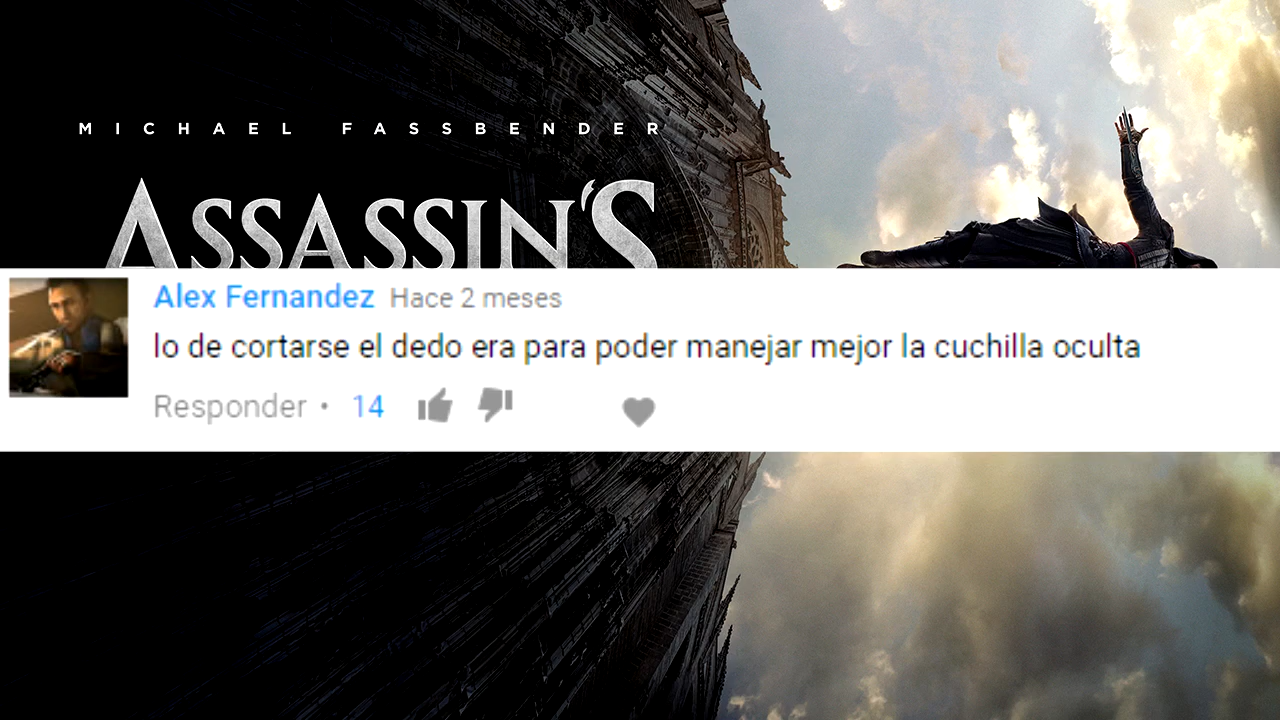 MICHAEL FASSBENDER
ASSASSIN'S
Alex Fernandez Hace 2 meses
lo de cortarse el dedo era para poder manejar mejor la cuchilla oculta
Responder • 14